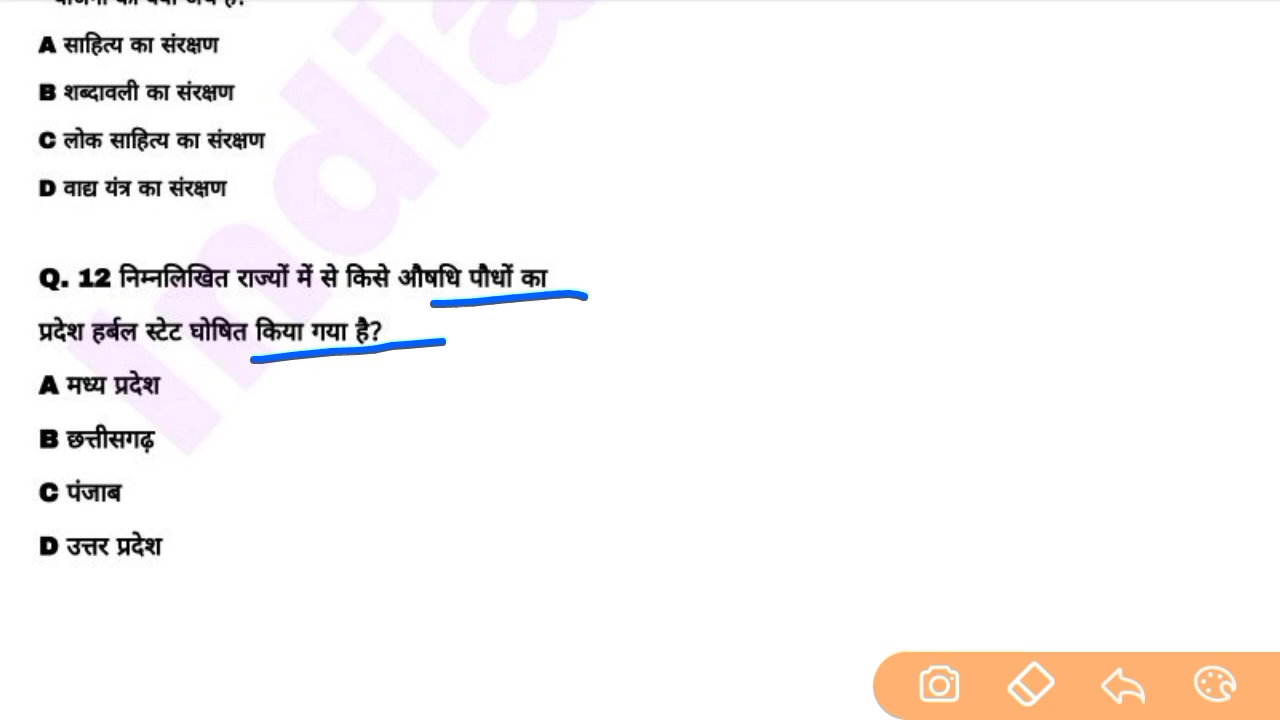 A साहित्य का संरक्षण
B शब्दावली का संरक्षण
C लोक साहित्य का संरक्षण
D वाद्य यंत्र का संरक्षण
Q. 12 निम्नलिखित राज्यों में से किसे औषधि पौधों का
प्रदेश हर्बल स्टेट घोषित किया गया है?
A मध्य प्रदेश
B छत्तीसगढ़
C पंजाब
D उत्तर प्रदेश
India